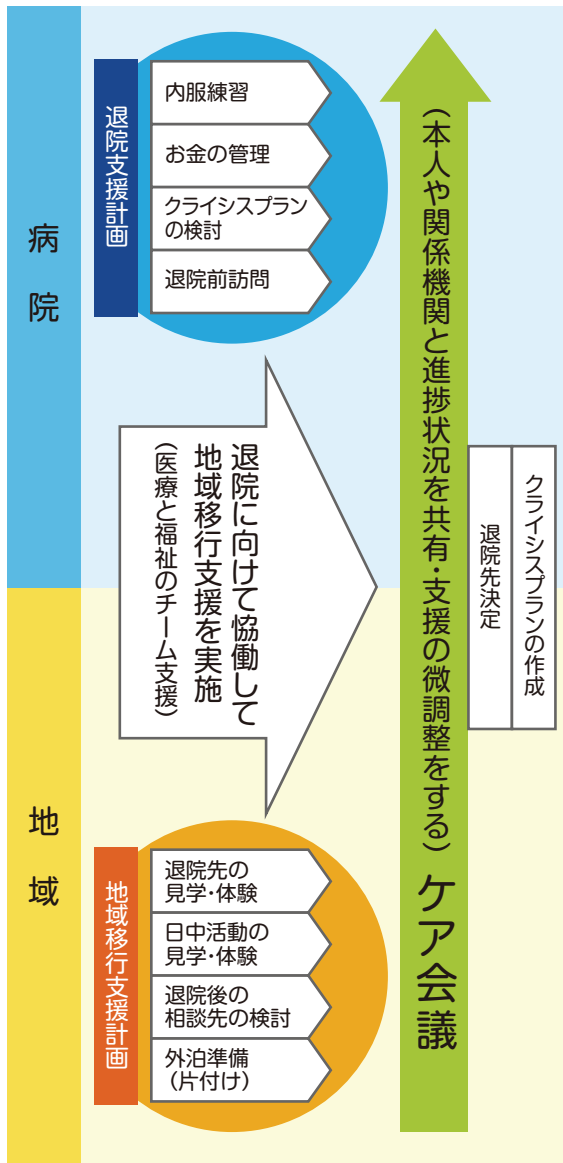 病院
退院支援計画
内服練習
お金の管理
クライシスプラン
の検討
退院前訪問
退院に向けて協働して
地域移行支援を実施
(医療と福祉のチーム支援)
地域
地域移行支援計画
退院先の
見学・体験
日中活動の
見学・体験
退院後の
相談先の検討
外泊準備
(片付け)
(本人や関係機関と進捗状況を共有・支援の微調整をする)ケア会議
退院先決定
クライシスプランの作成